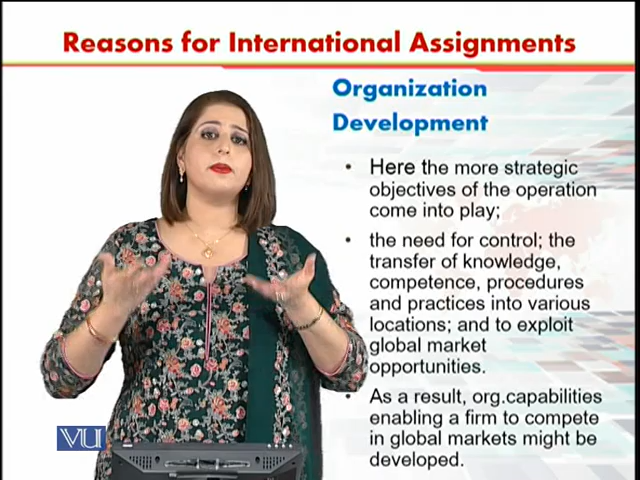 Reasons for International Assignments
Organization
Development
• Here the more strategic
objectives of the operation
come into play;
• the need for control; the
transfer of knowledge,
competence, procedures
and practices into various
locations; and to exploit
global market
opportunities.
• As a result, org.capabilities
enabling a firm to compete
in global markets might be
developed.
VU